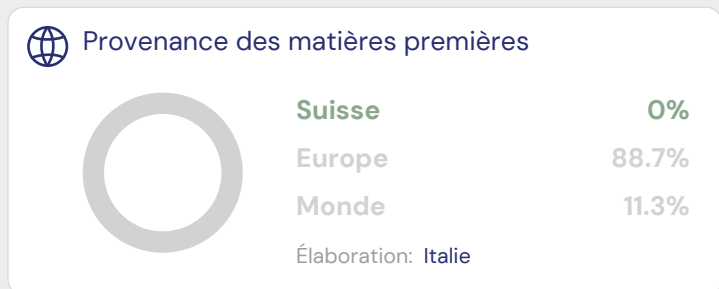 Provenance des matières premières
Suisse 0%
Europe 88.7%
Monde 11.3%
Élaboration: Italie